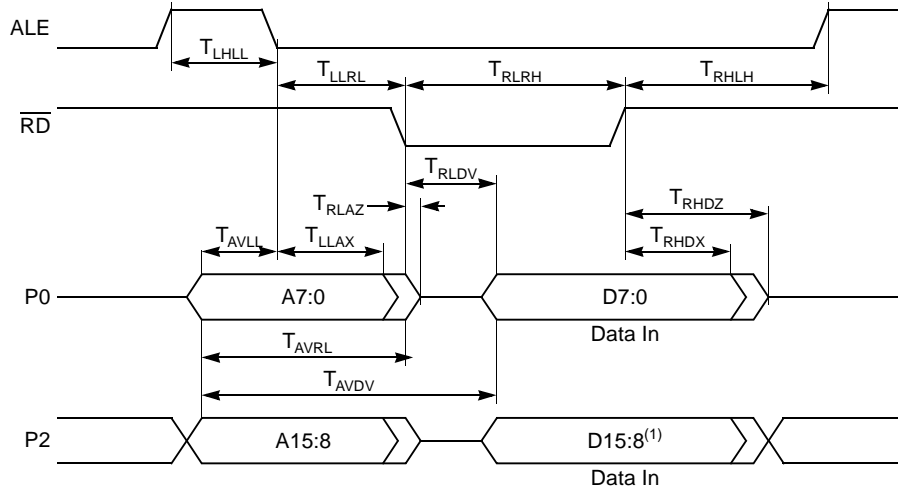 ALE
T_LHLL
T_LLRL T_RLRH T_RHLH
RD
T_RLDV
T_RLAZ T_RHDZ
T_AVLL T_LLAX T_RHDX
P0 A7:0 D7:0
Data In
T_AVRL
T_AVDV
P2 A15:8 D15:8(1)
Data In